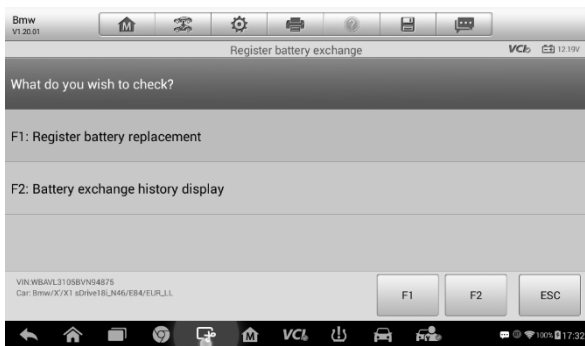 Bmw
V1.20.01
Register battery exchange
VCI 12.19V
What do you wish to check?
F1: Register battery replacement
F2: Battery exchange history display
VIN:WBAVL3105BVN94875
Car: Bmw/X'/X1 sDrive18i_N46/E84/EUR_LL
F1 F2 ESC
VCI 100% 17:32